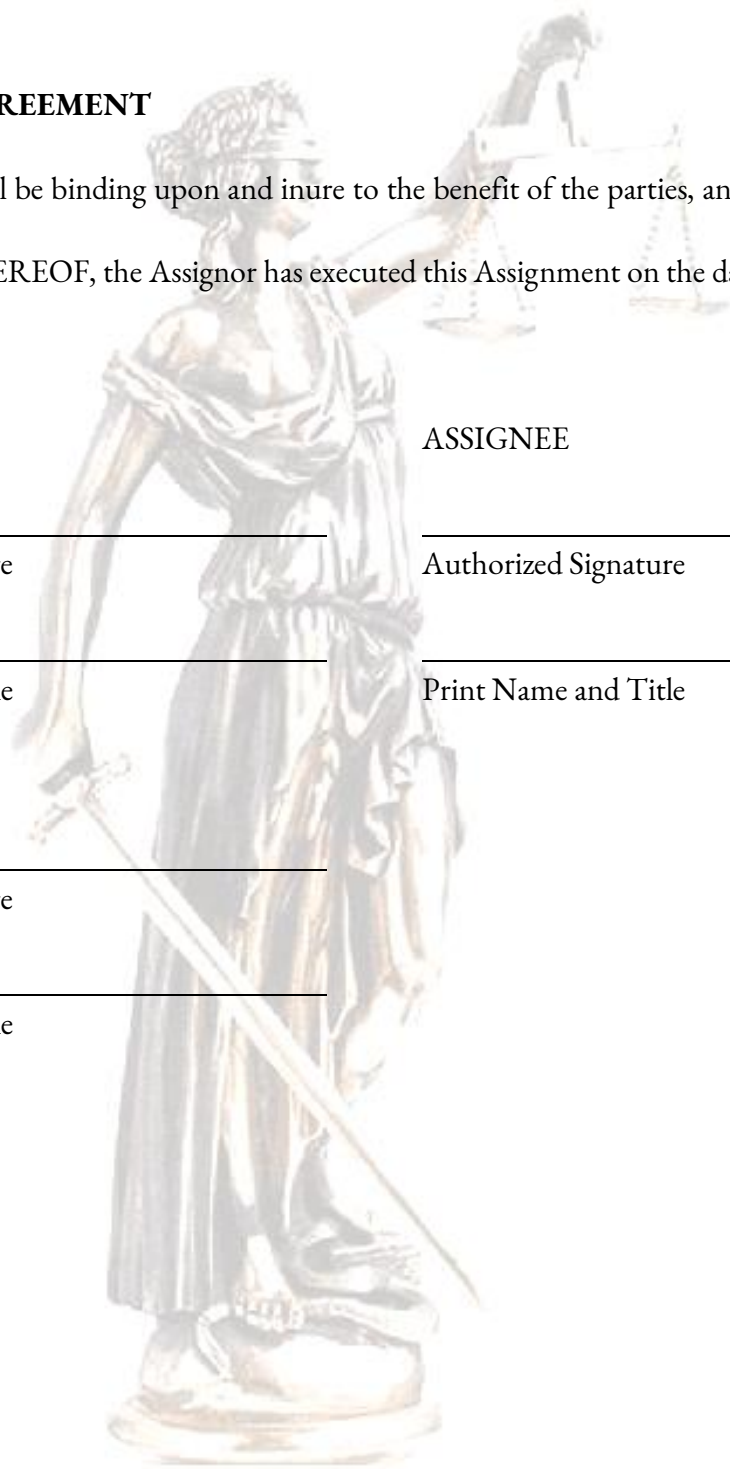 REEMENT
l be binding upon and inure to the benefit of the parties, an
EREOF, the Assignor has executed this Assignment on the da
ASSIGNEE
e Authorized Signature
e Print Name and Title
e
e